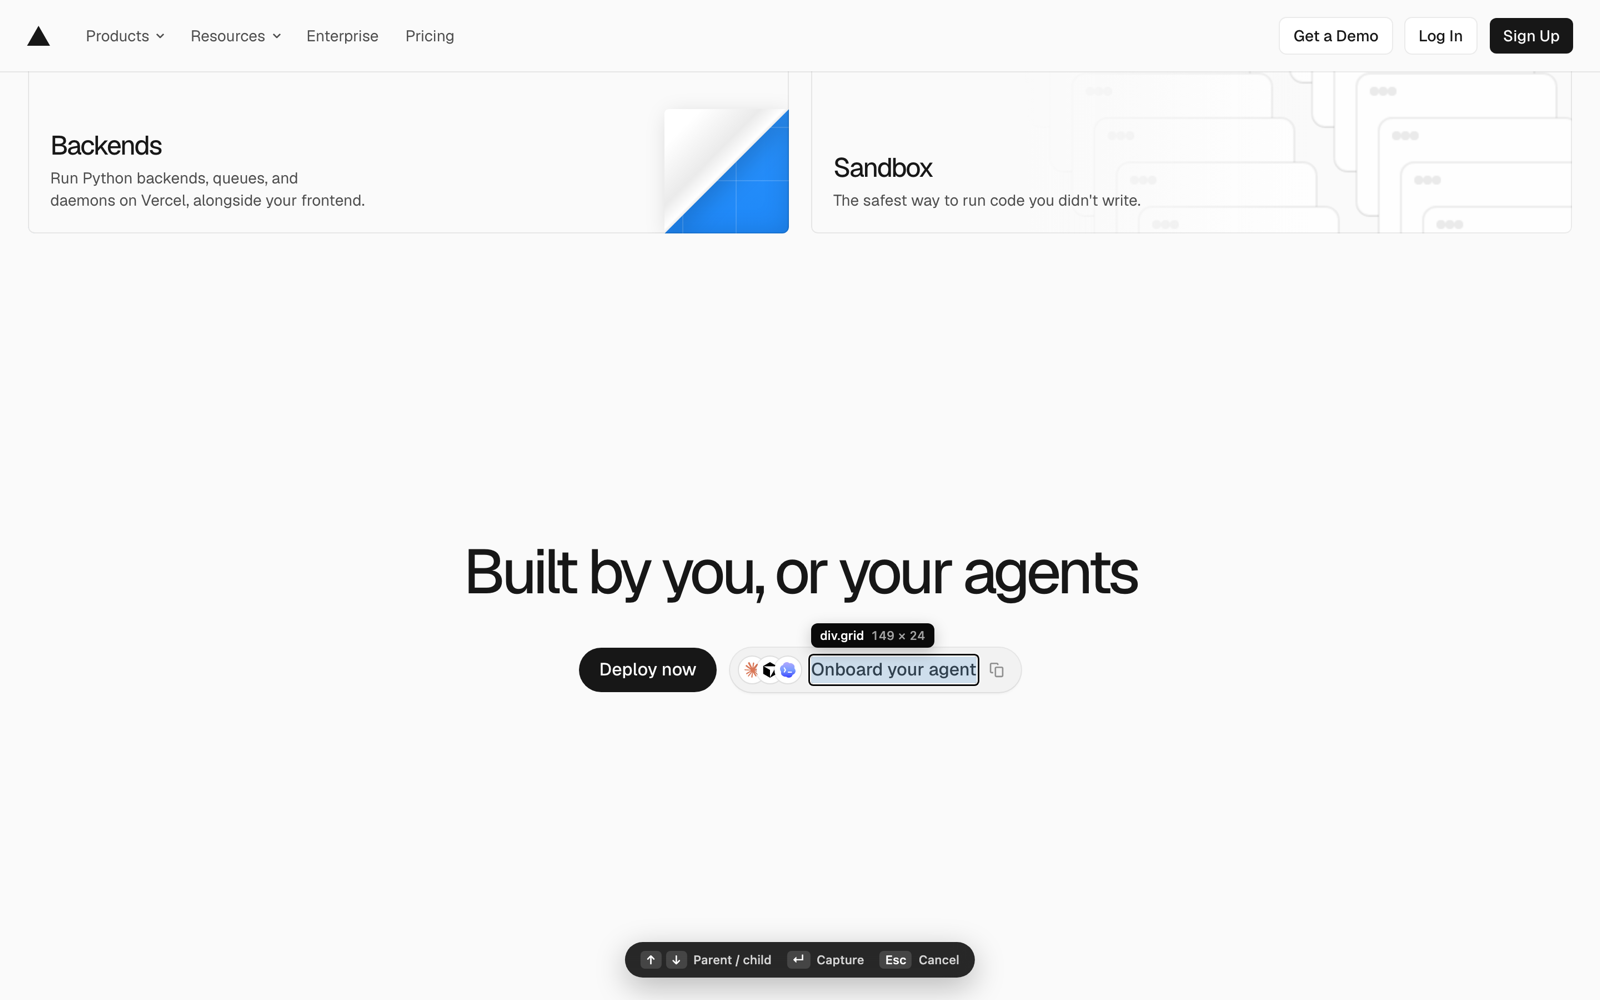 Products
Resources
Enterprise
Pricing
Get a Demo
Log In
Sign Up
Backends
Run Python backends, queues, and
daemons on Vercel, alongside your frontend.
Sandbox
The safest way to run code you didn't write.
Built by you, or your agents
div.grid 149 × 24
Deploy now
Onboard your agent
↑ ↓ Parent / child ↵ Capture Esc Cancel